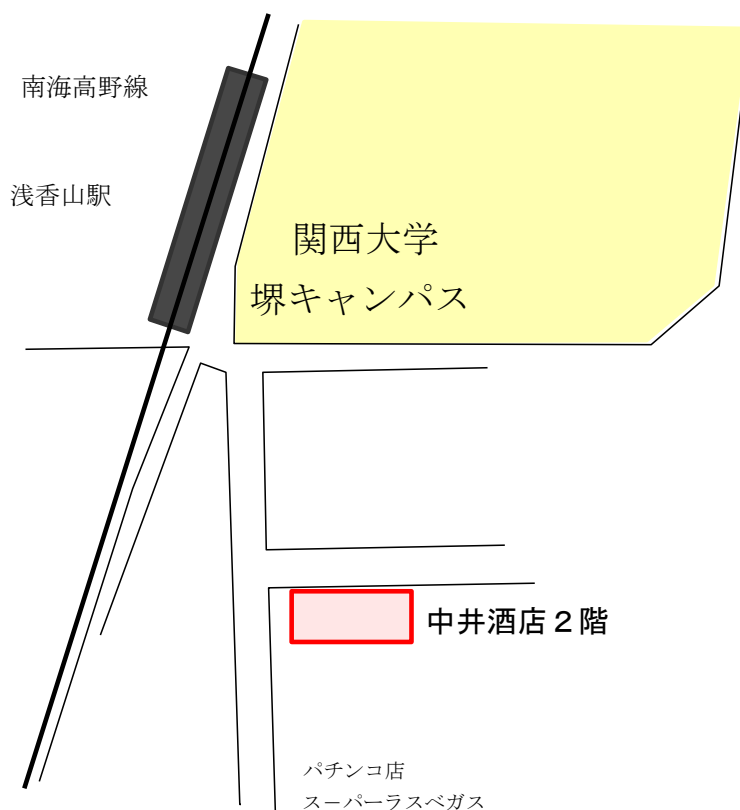 南海高野線
浅香山駅
関西大学
堺キャンパス
中井酒店２階
パチンコ店
スーパーラスベガス